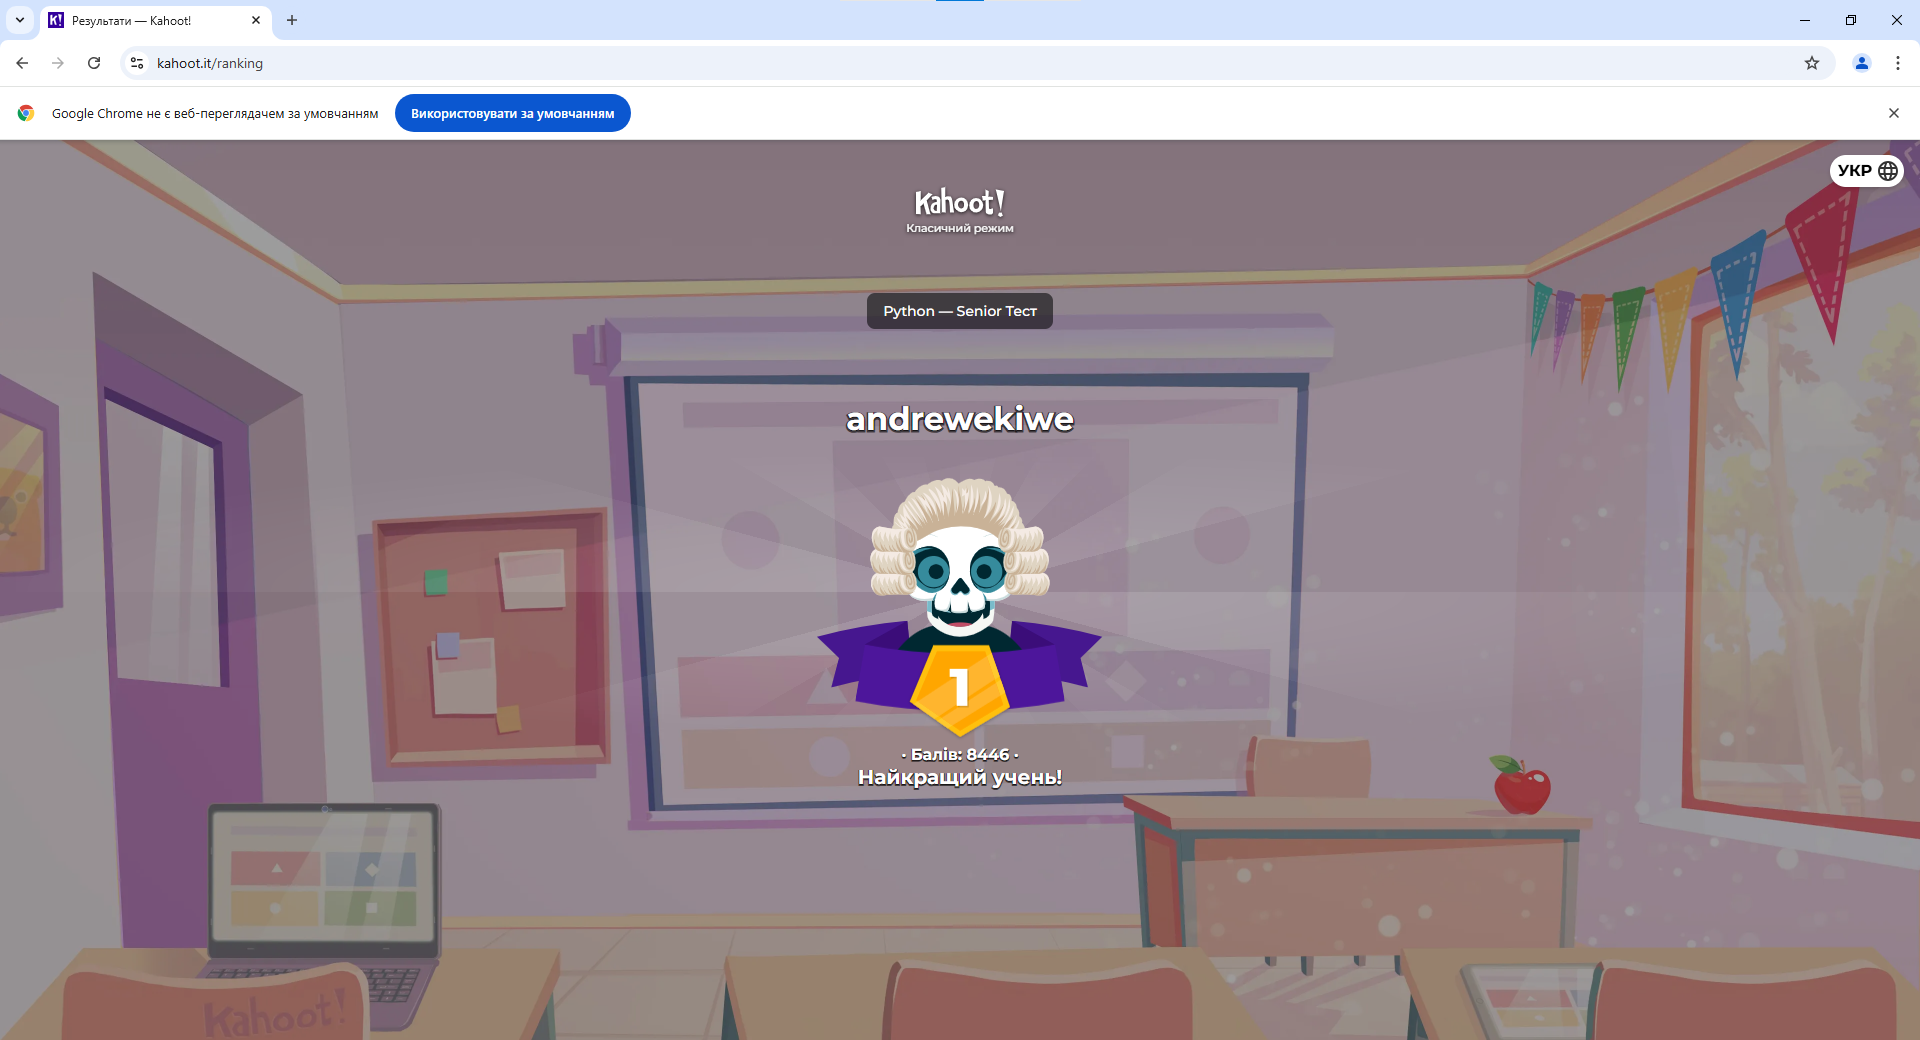 Результати — Kahoot!
kahoot.it/ranking
Google Chrome не є веб-переглядачем за умовчанням
Використовувати за умовчанням
УКР
Kahoot!
Класичний режим
Python — Senior Тест
andrewekiwe
1
· Балів: 8446 ·
Найкращий учень!
Kahoot!